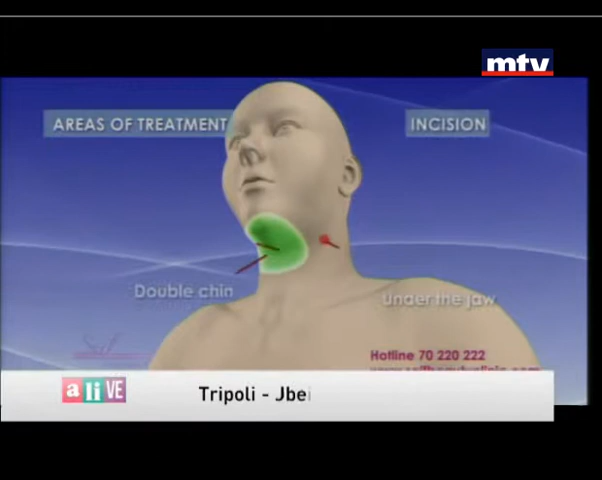 mtv
AREAS OF TREATMENT
INCISION
Double chin
under the jaw
Hotline 70 220 222
aliVE
Tripoli - Jbei